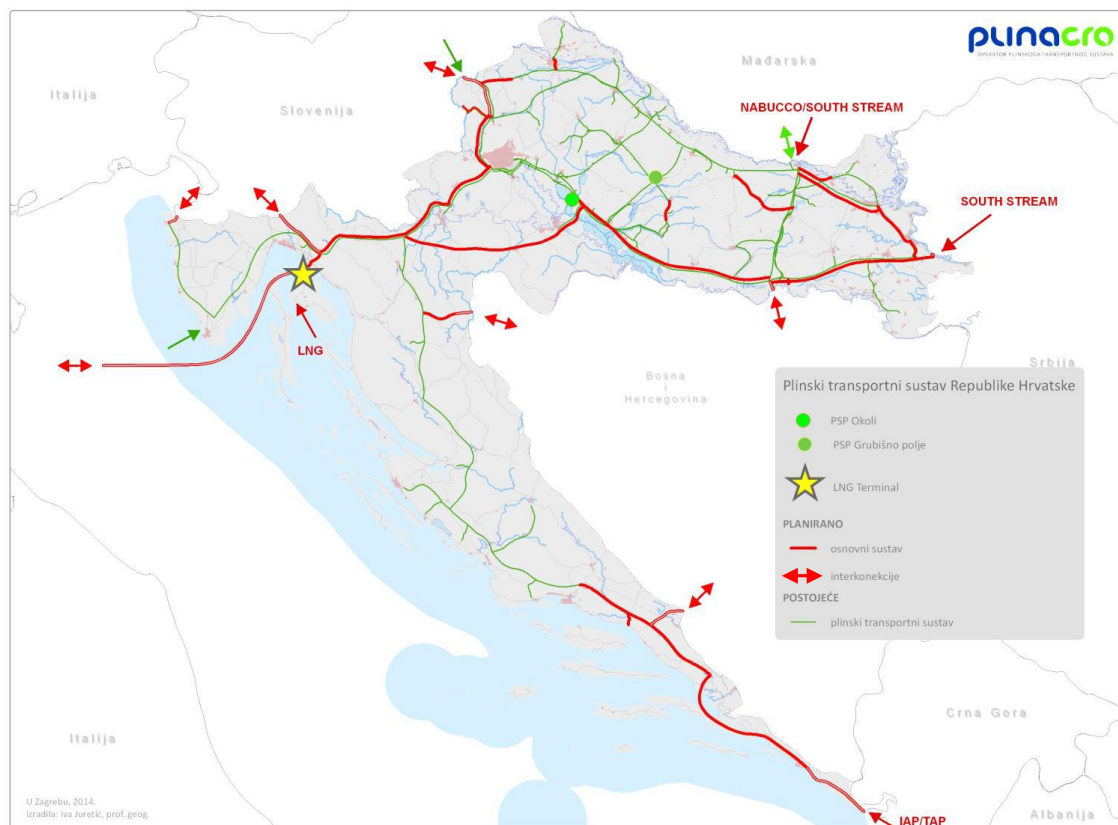 plinacro
OPERATOR PLINSKOGA TRANSPORTNOG SUSTAVA
Mađarska
Italija
Slovenija
NABUCCO/SOUTH STREAM
SOUTH STREAM
LNG
Srbija
Bosna
i
Hercegovina
Plinski transportni sustav Republike Hrvatske
PSP Okoli
PSP Grubišno polje
LNG Terminal
PLANIRANO
osnovni sustav
interkonekcije
POSTOJEĆE
plinski transportni sustav
Crna Gora
Italija
U Zagrebu, 2014.
Izradila: Iva Juretić, prof. geog.
IAP/TAP
Albanija